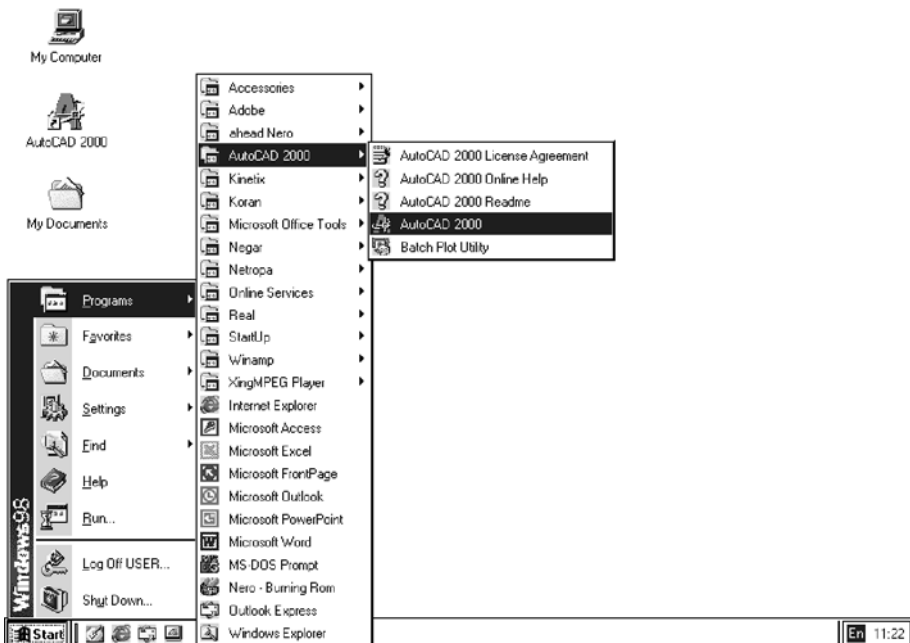 My Computer
AutoCAD 2000
My Documents
Accessories
Adobe
ahead Nero
AutoCAD 2000
Kinetix
Koran
Microsoft Office Tools
Negar
Netropa
Online Services
Real
StartUp
Winamp
XingMPEG Player
Internet Explorer
Microsoft Access
Microsoft Excel
Microsoft FrontPage
Microsoft Outlook
Microsoft PowerPoint
Microsoft Word
MS-DOS Prompt
Nero - Burning Rom
Outlook Express
Windows Explorer
AutoCAD 2000 License Agreement
AutoCAD 2000 Online Help
AutoCAD 2000 Readme
AutoCAD 2000
Batch Plot Utility
Programs
Favorites
Documents
Settings
Find
Help
Run...
Log Off USER...
Shut Down...
Windows98
Start
En
11:22